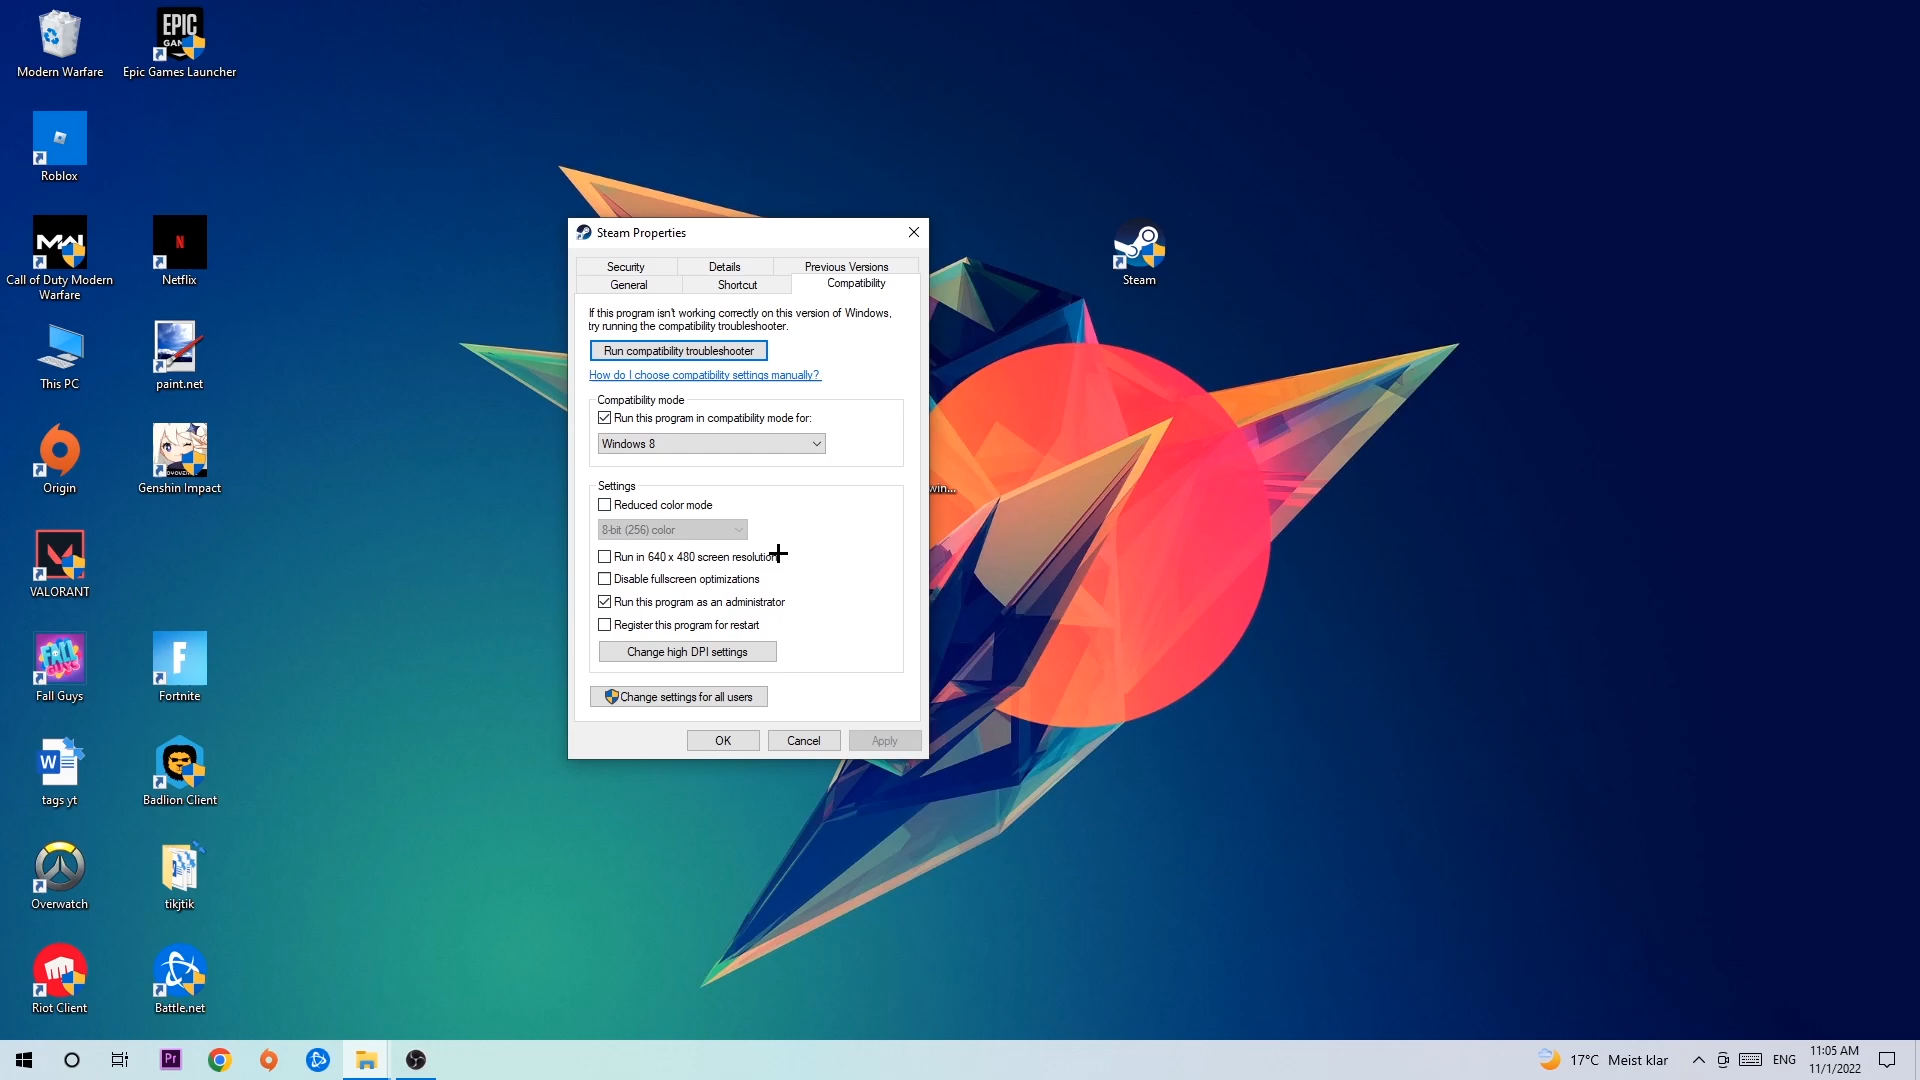 Modern Warfare
EPIC
GAM
Epic Games Launcher
Roblox
MW
Call of Duty Modern
Warfare
N
Netflix
This PC
paint.net
Origin
Genshin Impact
VALORANT
FALL
Fall Guys
Fortnite
W
tags yt
Badlion Client
Overwatch
tikjtik
Riot Client
Battle.net
Steam
Steam Properties
Security
Details
Previous Versions
General
Shortcut
Compatibility
If this program isn't working correctly on this version of Windows,
try running the compatibility troubleshooter.
Run compatibility troubleshooter
How do I choose compatibility settings manually?
Compatibility mode
Run this program in compatibility mode for:
Windows 8
Settings
Reduced color mode
8-bit (256) color
Run in 640 x 480 screen resolution
Disable fullscreen optimizations
Run this program as an administrator
Register this program for restart
Change high DPI settings
Change settings for all users
OK
Cancel
Apply
win...
Pr
17°C Meist klar
ENG
11:05 AM
11/1/2022